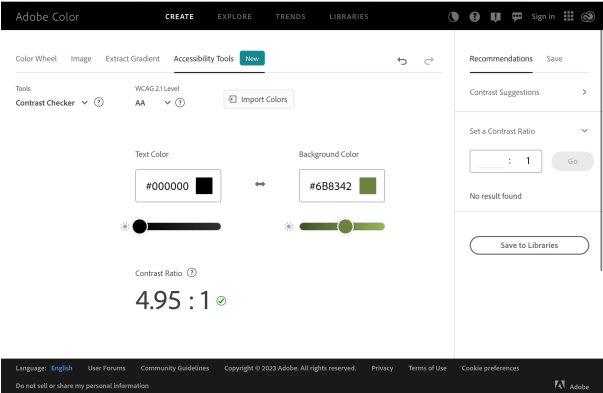 Adobe Color CREATE EXPLORE TRENDS LIBRARIES Sign in
Color Wheel Image Extract Gradient Accessibility Tools New
Recommendations Save
Tools WCAG 2.1 Level
Contrast Checker AA Import Colors
Contrast Suggestions
Set a Contrast Ratio
: 1 Go
No result found
Save to Libraries
Text Color Background Color
#000000 #6B8342
Contrast Ratio
4.95 : 1
Language: English User Forums Community Guidelines Copyright © 2023 Adobe. All rights reserved. Privacy Terms of Use Cookie preferences
Do not sell or share my personal information Adobe